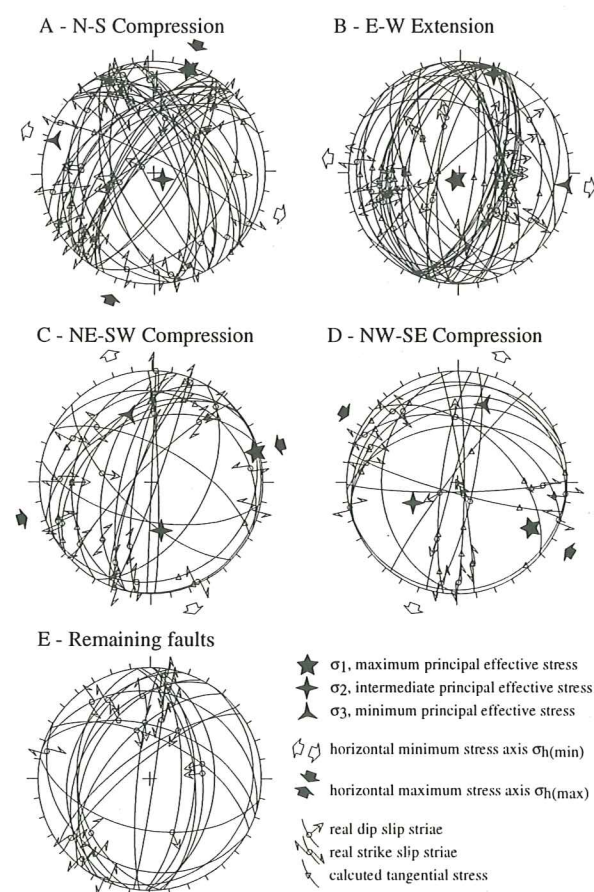 A - N-S Compression
B - E-W Extension
C - NE-SW Compression
D - NW-SE Compression
E - Remaining faults
σ1, maximum principal effective stress
σ2, intermediate principal effective stress
σ3, minimum principal effective stress
horizontal minimum stress axis σh(min)
horizontal maximum stress axis σh(max)
real dip slip striae
real strike slip striae
calcuted tangential stress